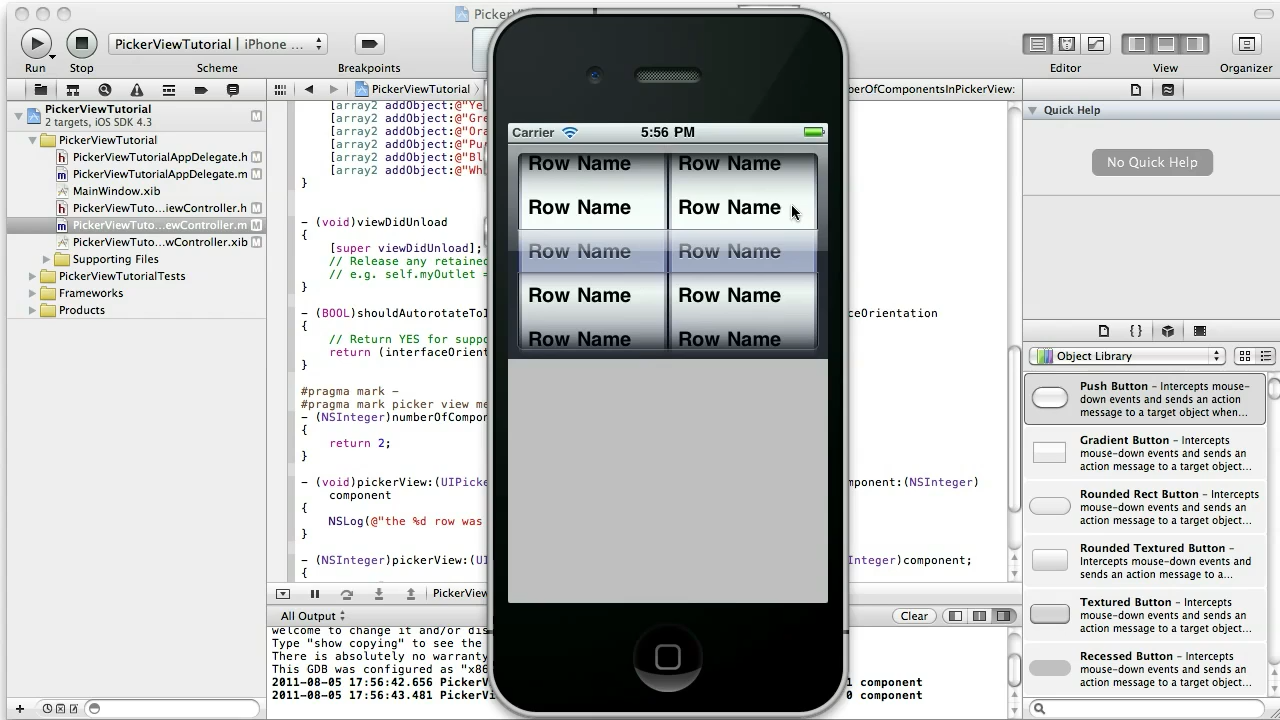 PickerV
PickerViewTutorial | iPhone ...
Run
Stop
Scheme
Breakpoints
Editor
View
Organizer
PickerViewTutorial
2 targets, iOS SDK 4.3
M
PickerViewTutorial
PickerViewTutorialAppDelegate.h
M
PickerViewTutorialAppDelegate.m
M
MainWindow.xib
PickerViewTuto...iewController.h
M
PickerViewTuto...ewController.m
M
PickerViewTuto...wController.xib
M
Supporting Files
PickerViewTutorialTests
Frameworks
Products
PickerViewTutorial
berOfComponentsInPickerView:
[array2 addObject:@"Ye
[array2 addObject:@"Gre
[array2 addObject:@"Ora
[array2 addObject:@"Pur
[array2 addObject:@"Bl
[array2 addObject:@"Wh
}
- (void)viewDidUnload
{
[super viewDidUnload];
// Release any retained
// e.g. self.myOutlet =
}
- (BOOL)shouldAutorotateToI
ceOrientation
{
// Return YES for suppo
return (interfaceOrient
}
#pragma mark -
#pragma mark picker view me
- (NSInteger)numberOfCompon
{
return 2;
}
- (void)pickerView:(UIPicke
omponent:(NSInteger)
component
{
NSLog(@"the %d row was
}
- (NSInteger)pickerView:(UI
Integer)component;
{
Carrier
5:56 PM
Row Name Row Name
Row Name Row Name
Row Name Row Name
Row Name Row Name
Row Name Row Name
PickerView
All Output
Clear
welcome to change it and/or dis
Type "show copying" to see the
There is absolutely no warranty
This GDB was configured as "x86
2011-08-05 17:56:42.656 PickerV
1 component
2011-08-05 17:56:43.481 PickerV
0 component
Quick Help
No Quick Help
{}
Object Library
Push Button - Intercepts mouse-
down events and sends an action
message to a target object when...
Gradient Button - Intercepts
mouse-down events and sends an
action message to a target object...
Rounded Rect Button - Intercepts
mouse-down events and sends an
action message to a target object...
Rounded Textured Button -
Intercepts mouse-down events and
sends an action message to a...
Textured Button - Intercepts
mouse-down events and sends an
action message to a target object...
Recessed Button - Intercepts
mouse-down events and sends an
action message to a target object...